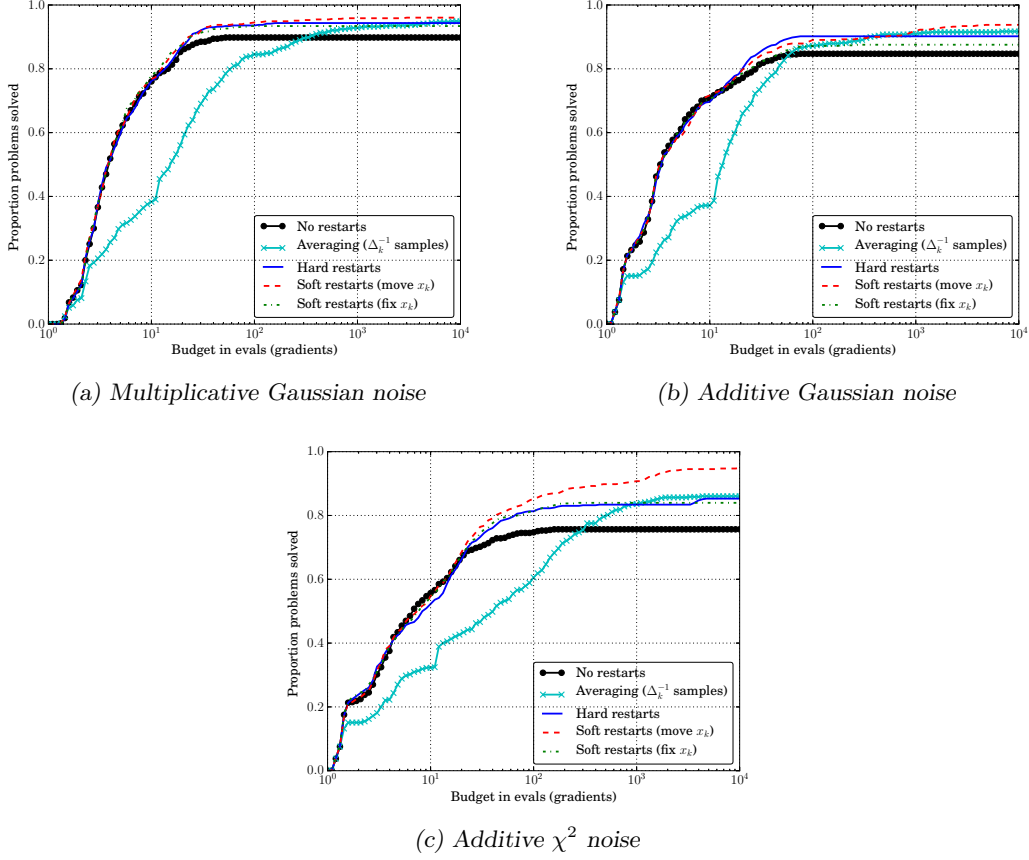 1.0
0.8
0.6
0.4
0.2
0.0
Proportion problems solved
No restarts
Averaging (Δ_k^{-1} samples)
Hard restarts
Soft restarts (move x_k)
Soft restarts (fix x_k)
10^0 10^1 10^2 10^3 10^4
Budget in evals (gradients)
(a) Multiplicative Gaussian noise
1.0
0.8
0.6
0.4
0.2
0.0
Proportion problems solved
No restarts
Averaging (Δ_k^{-1} samples)
Hard restarts
Soft restarts (move x_k)
Soft restarts (fix x_k)
10^0 10^1 10^2 10^3 10^4
Budget in evals (gradients)
(b) Additive Gaussian noise
1.0
0.8
0.6
0.4
0.2
0.0
Proportion problems solved
No restarts
Averaging (Δ_k^{-1} samples)
Hard restarts
Soft restarts (move x_k)
Soft restarts (fix x_k)
10^0 10^1 10^2 10^3 10^4
Budget in evals (gradients)
(c) Additive χ^2 noise